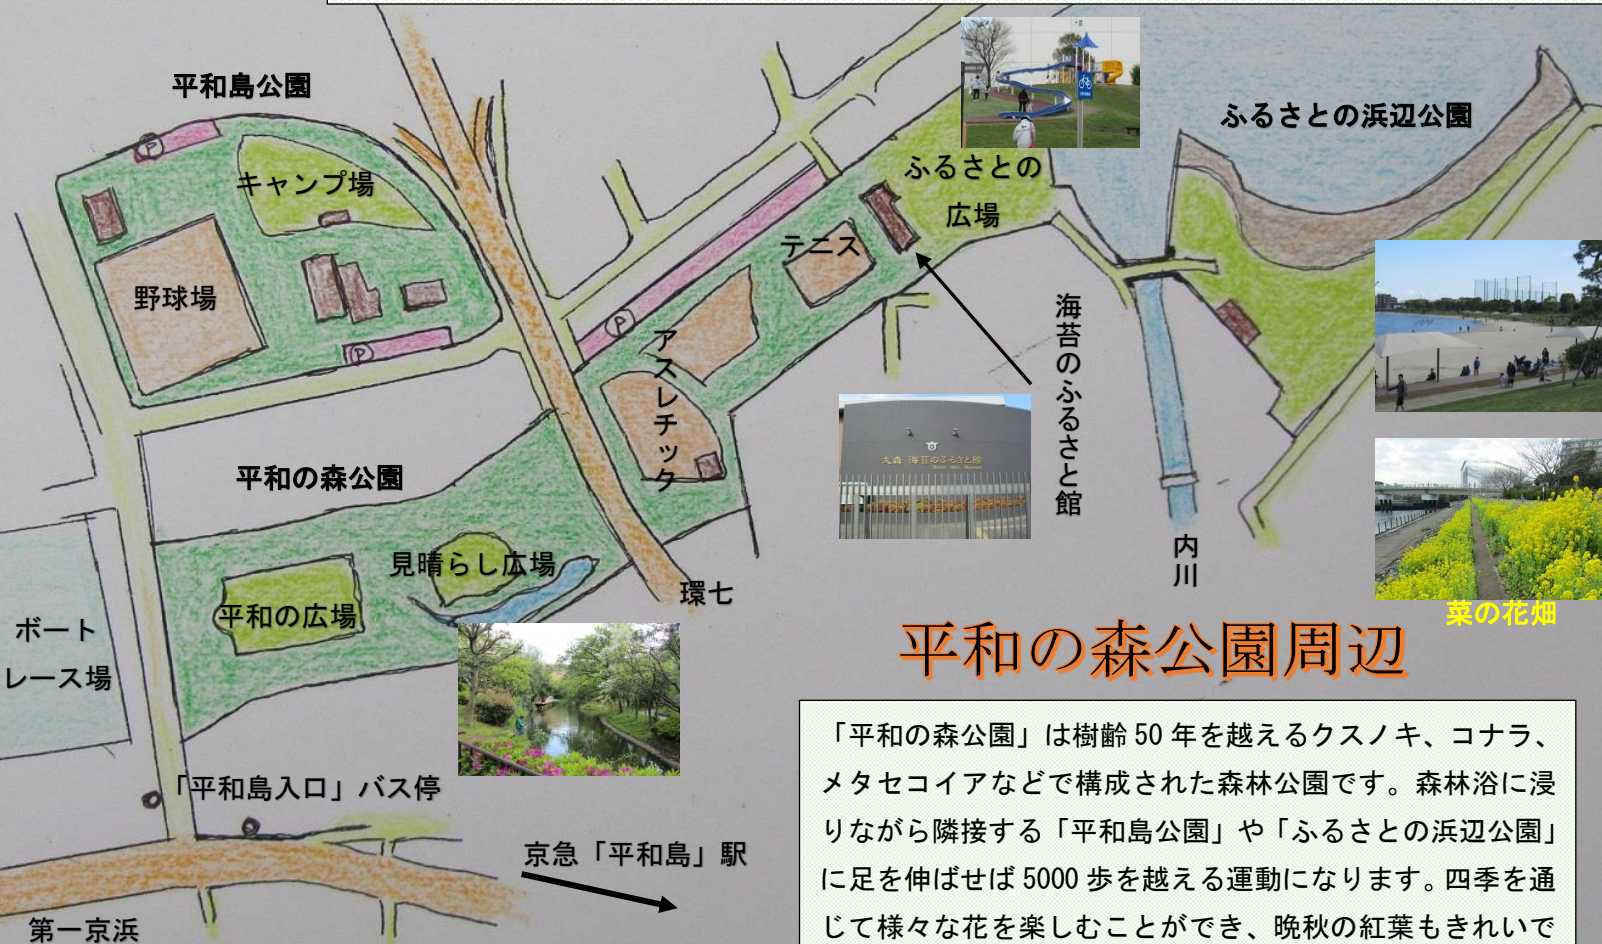 平和島公園
キャンプ場
野球場
P
P
P
ふるさとの
広場
ふるさとの浜辺公園
テニス
アスレチック
海苔のふるさと館
大森 海苔のふるさと館
平和の森公園
見晴らし広場
平和の広場
環七
内川
菜の花畑
ボート
レース場
「平和島入口」バス停
京急「平和島」駅
第一京浜
平和の森公園周辺
「平和の森公園」は樹齢50年を越えるクスノキ、コナラ、
メタセコイアなどで構成された森林公園です。森林浴に浸
りながら隣接する「平和島公園」や「ふるさとの浜辺公園」
に足を伸ばせば5000歩を越える運動になります。四季を通
じて様々な花を楽しむことができ、晩秋の紅葉もきれいで